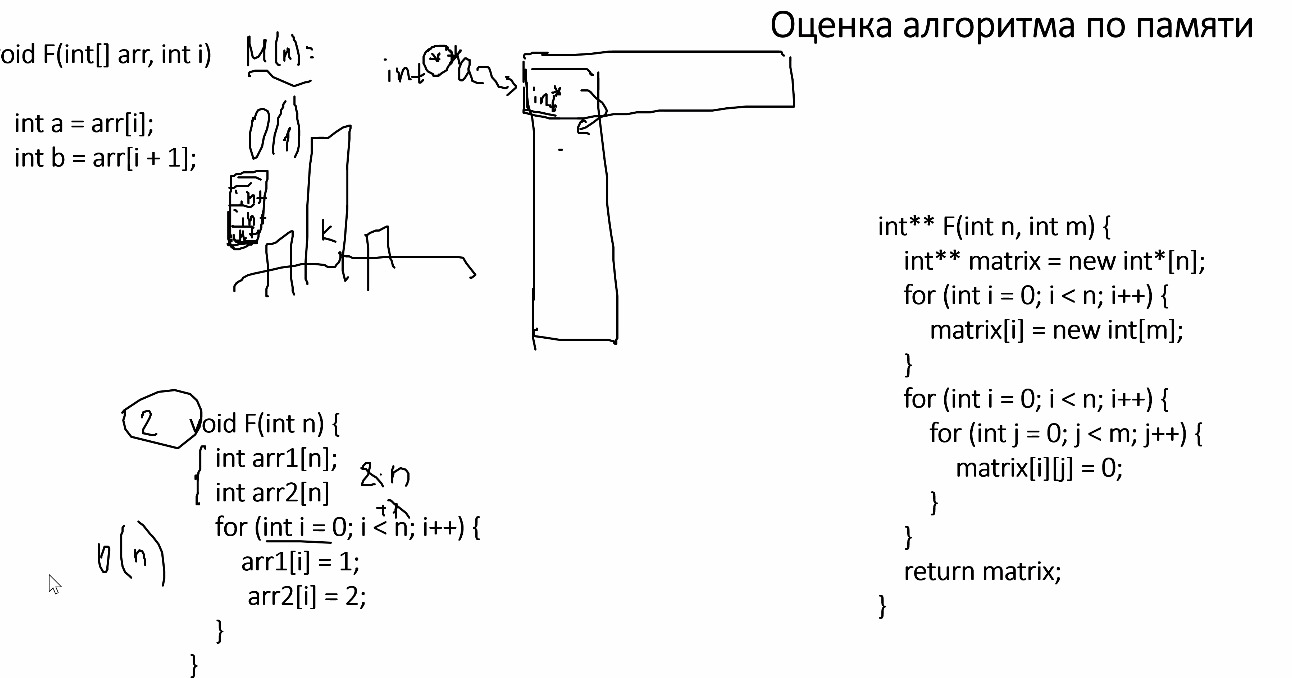 Оценка алгоритма по памяти
oid F(int[] arr, int i)
M(n)=
int**a
int*
int a = arr[i];
int b = arr[i + 1];
O(1)
int
int
int
k
2
void F(int n) {
int arr1[n];
int arr2[n]
2·n
+1
for (int i = 0; i < n; i++) {
arr1[i] = 1;
arr2[i] = 2;
}
}
O(n)
int** F(int n, int m) {
int** matrix = new int*[n];
for (int i = 0; i < n; i++) {
matrix[i] = new int[m];
}
for (int i = 0; i < n; i++) {
for (int j = 0; j < m; j++) {
matrix[i][j] = 0;
}
}
return matrix;
}